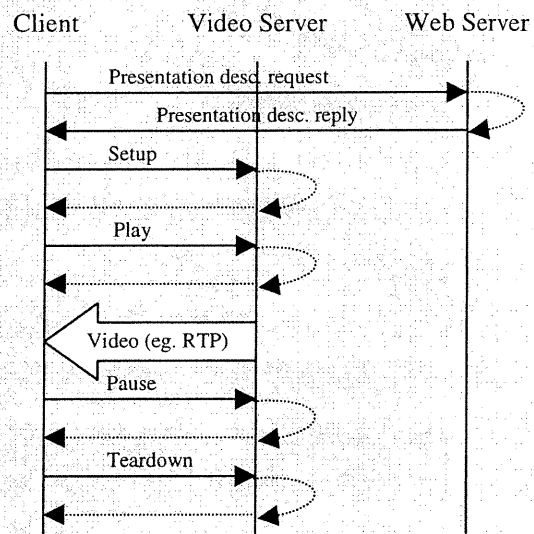 Client
Video Server
Web Server
Presentation desc. request
Presentation desc. reply
Setup
Play
Video (eg. RTP)
Pause
Teardown